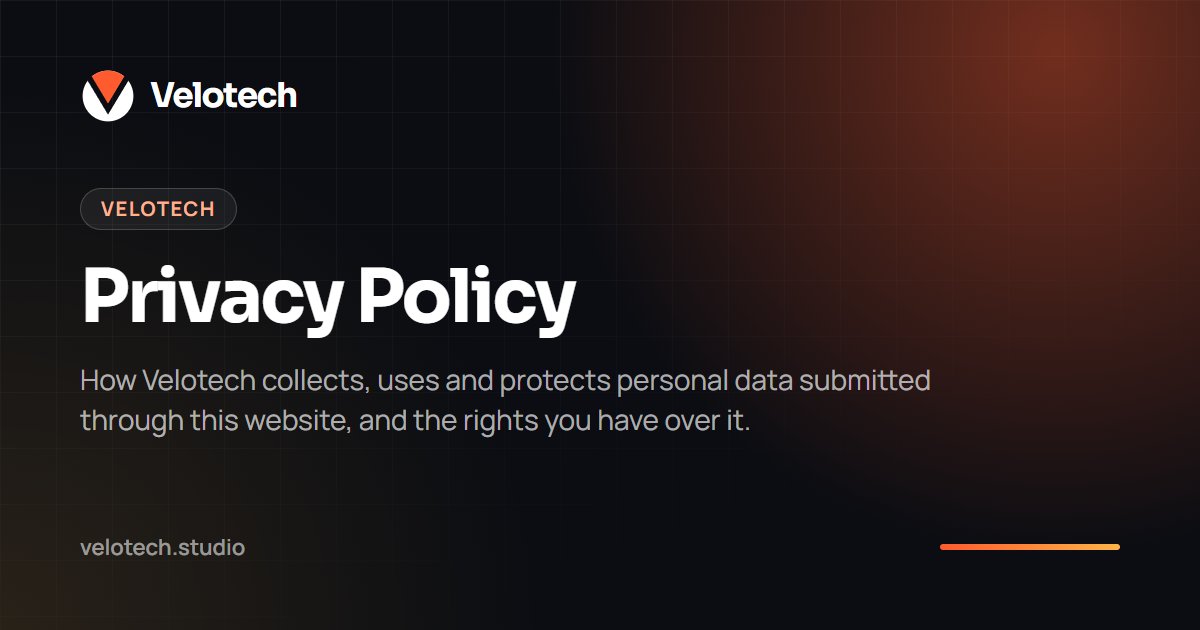 Velotech
VELOTECH
Privacy Policy
How Velotech collects, uses and protects personal data submitted
through this website, and the rights you have over it.
velotech.studio